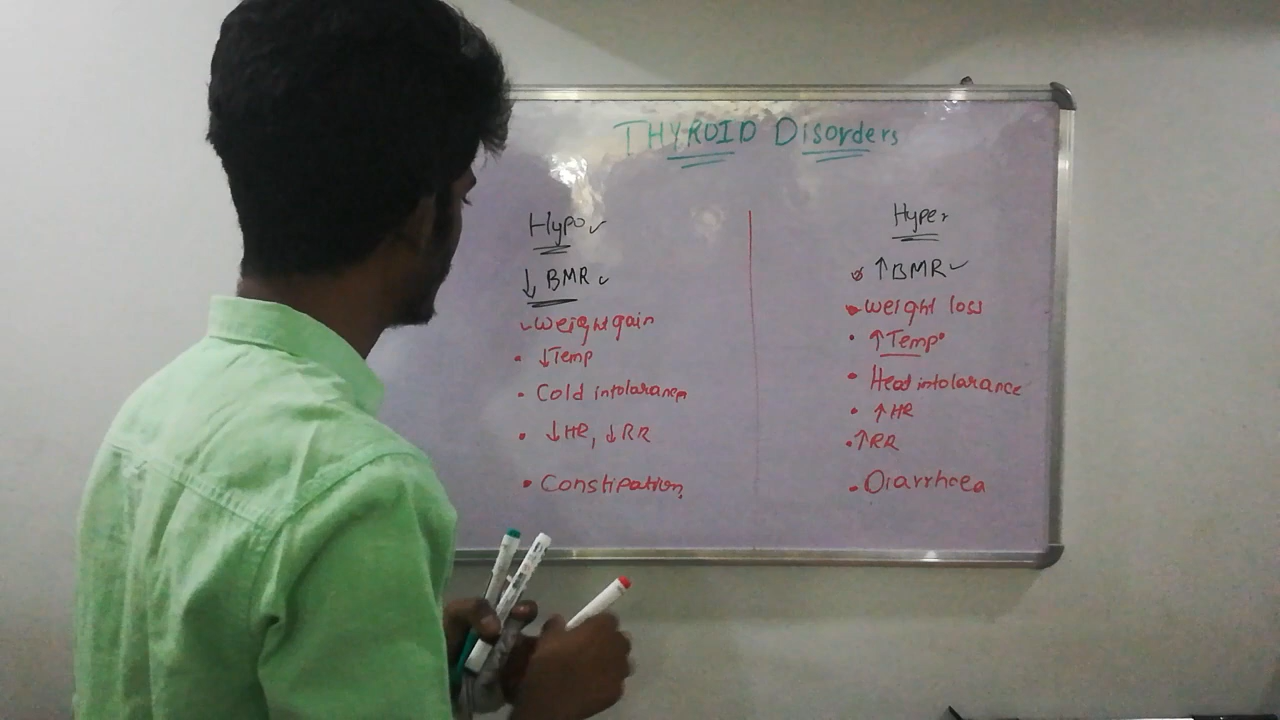 THYROID Disorders
Hypo
↓ BMR
Weight gain
↓Temp
Cold intolarance
↓HR, ↓RR
Constipation
Hyper
↑BMR
Weight loss
↑Temp
Heat intolarance
↑HR
↑RR
Diarrhoea